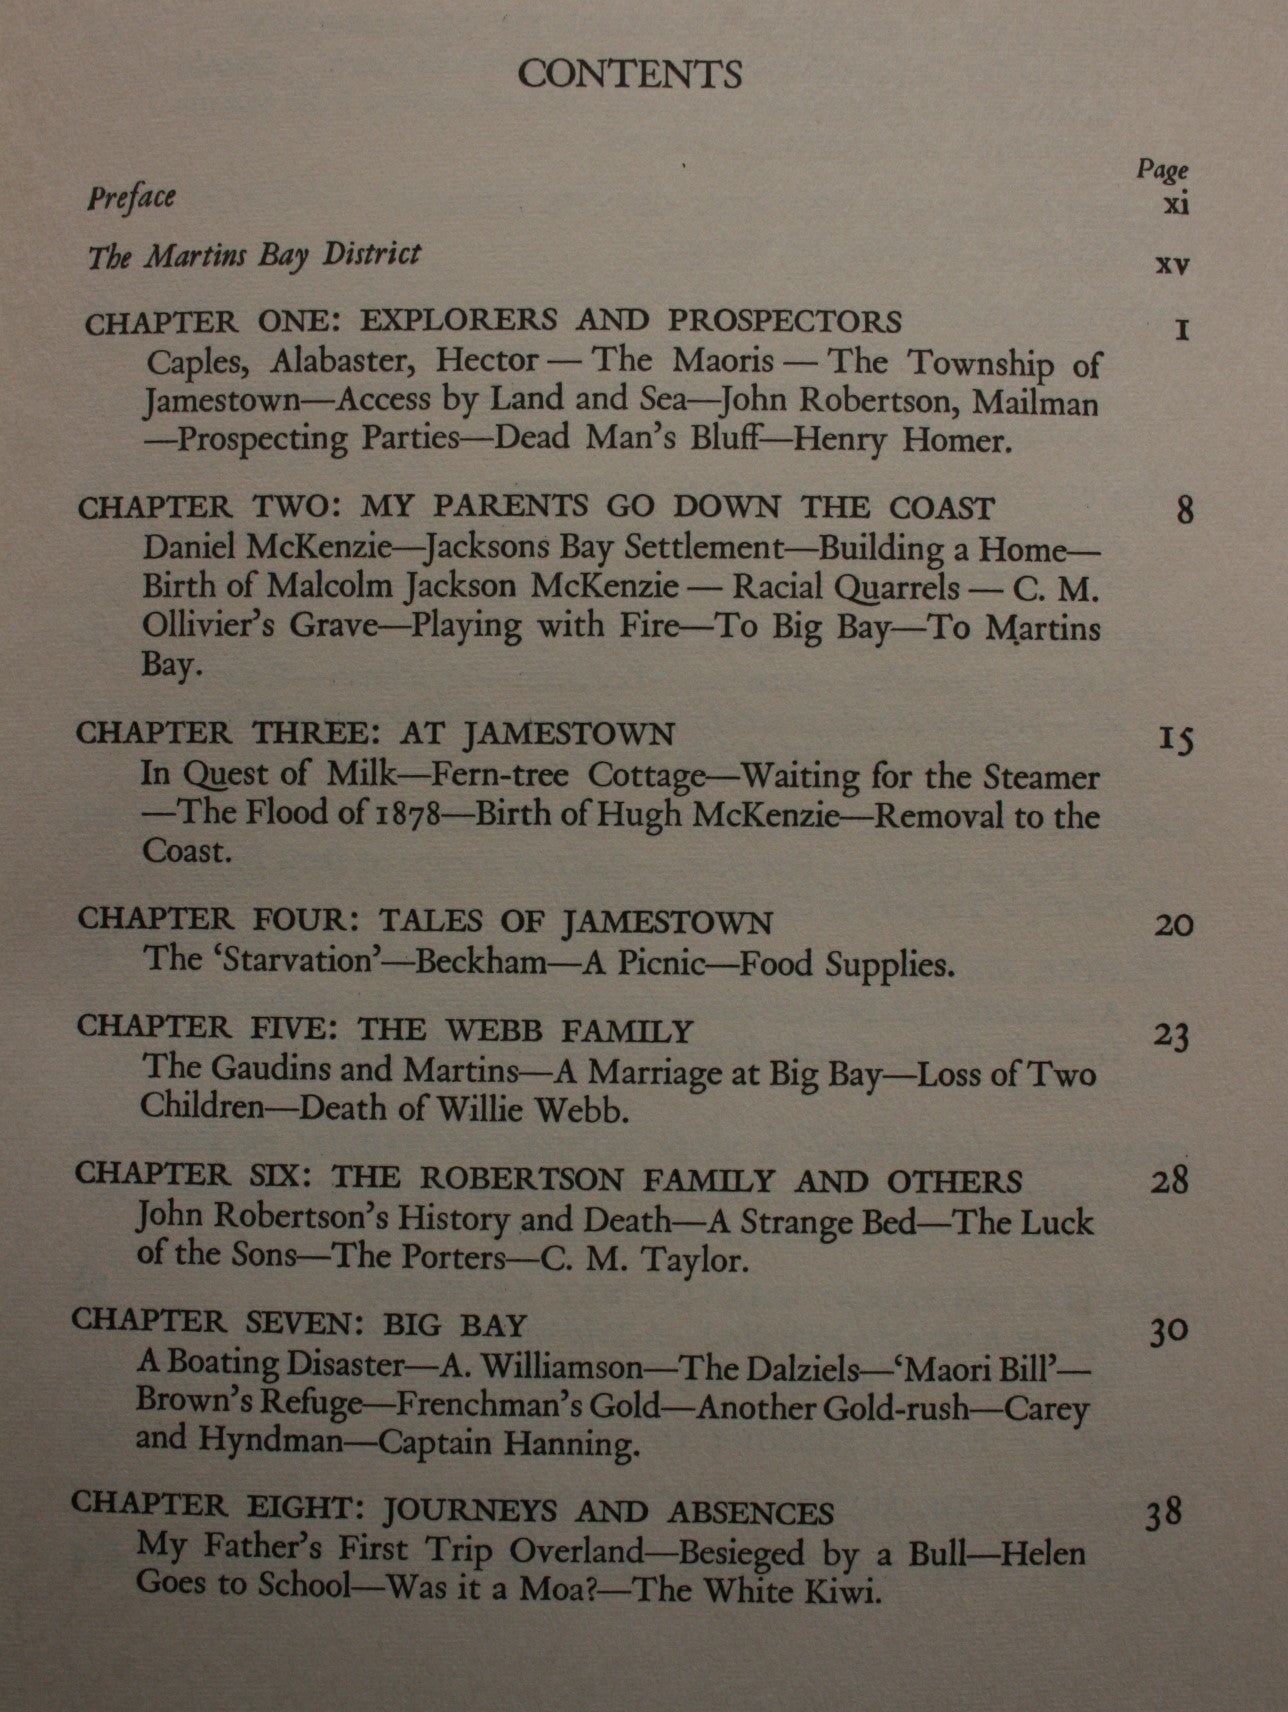 CONTENTS
Page
Preface xi
The Martins Bay District xv
CHAPTER ONE: EXPLORERS AND PROSPECTORS 1
Caples, Alabaster, Hector — The Maoris — The Township of
Jamestown—Access by Land and Sea—John Robertson, Mailman
—Prospecting Parties—Dead Man's Bluff—Henry Homer.
CHAPTER TWO: MY PARENTS GO DOWN THE COAST 8
Daniel McKenzie—Jacksons Bay Settlement—Building a Home—
Birth of Malcolm Jackson McKenzie — Racial Quarrels — C. M.
Ollivier's Grave—Playing with Fire—To Big Bay—To Martins
Bay.
CHAPTER THREE: AT JAMESTOWN 15
In Quest of Milk—Fern-tree Cottage—Waiting for the Steamer
—The Flood of 1878—Birth of Hugh McKenzie—Removal to the
Coast.
CHAPTER FOUR: TALES OF JAMESTOWN 20
The ‘Starvation’—Beckham—A Picnic—Food Supplies.
CHAPTER FIVE: THE WEBB FAMILY 23
The Gaudins and Martins—A Marriage at Big Bay—Loss of Two
Children—Death of Willie Webb.
CHAPTER SIX: THE ROBERTSON FAMILY AND OTHERS 28
John Robertson's History and Death—A Strange Bed—The Luck
of the Sons—The Porters—C. M. Taylor.
CHAPTER SEVEN: BIG BAY 30
A Boating Disaster—A. Williamson—The Dalziels—‘Maori Bill’—
Brown's Refuge—Frenchman's Gold—Another Gold-rush—Carey
and Hyndman—Captain Hanning.
CHAPTER EIGHT: JOURNEYS AND ABSENCES 38
My Father's First Trip Overland—Besieged by a Bull—Helen
Goes to School—Was it a Moa?—The White Kiwi.